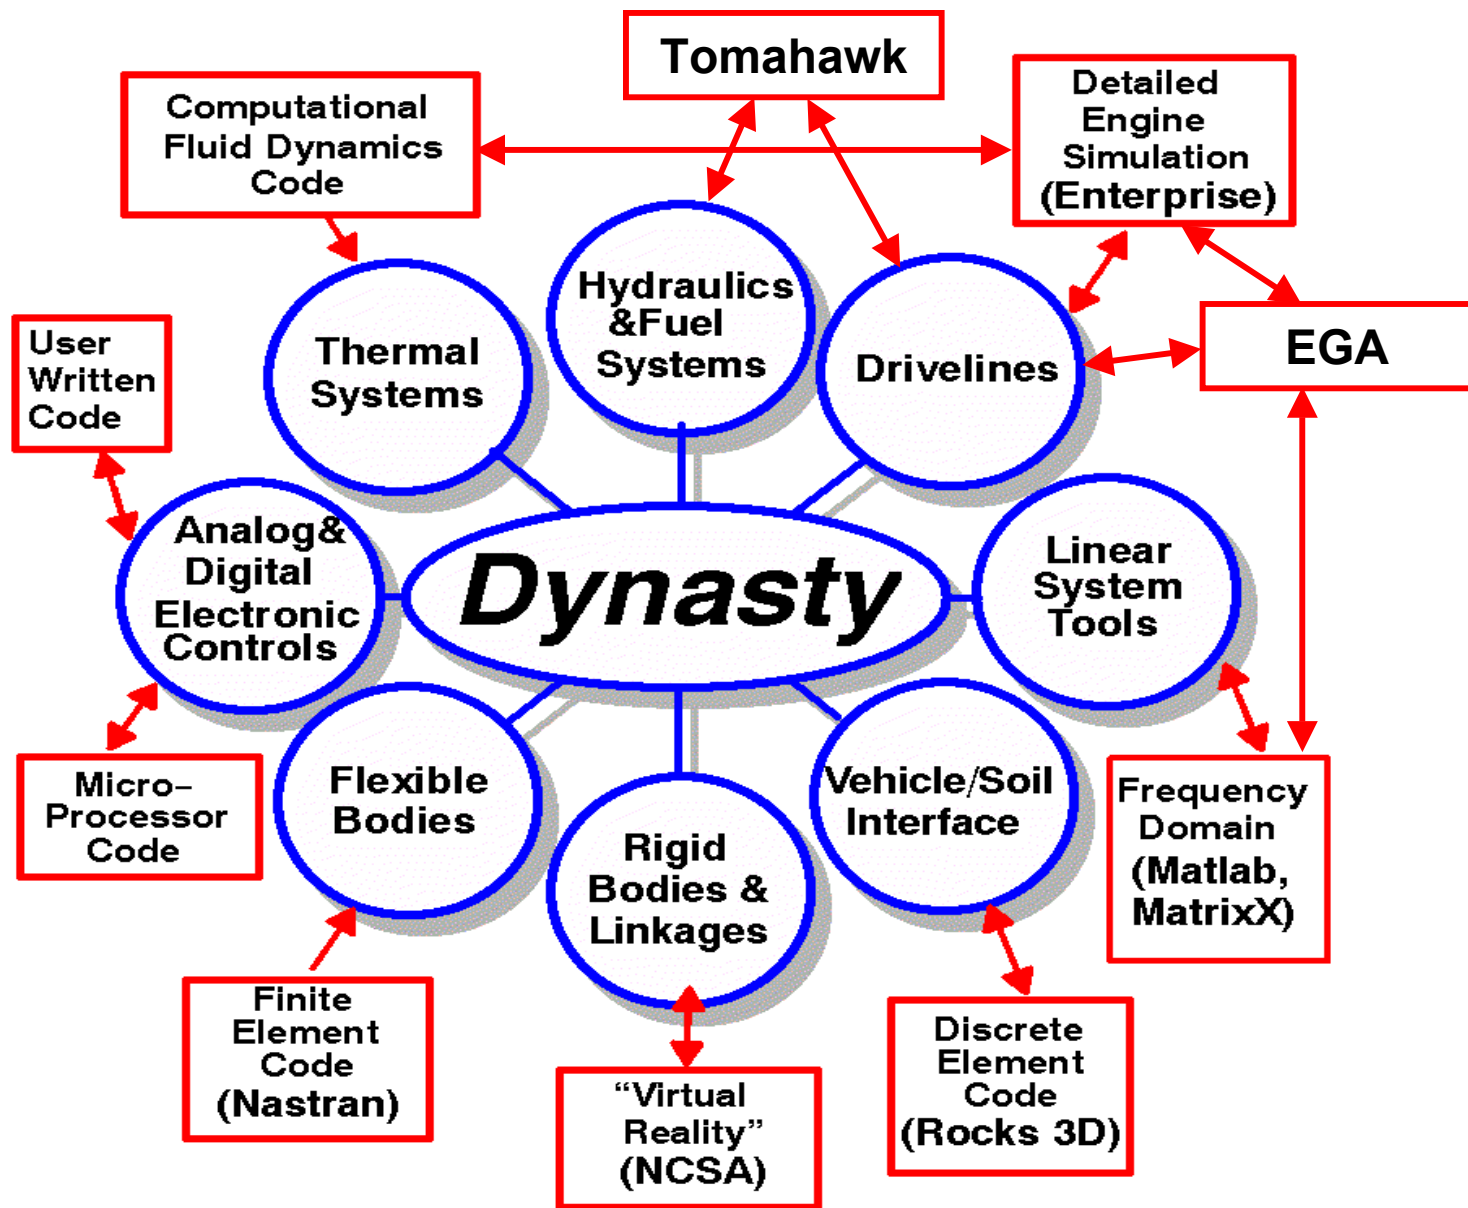 Tomahawk
Computational
Fluid Dynamics
Code
Detailed
Engine
Simulation
(Enterprise)
Hydraulics
&Fuel
Systems
Thermal
Systems
Drivelines
EGA
User
Written
Code
Analog&
Digital
Electronic
Controls
Dynasty
Linear
System
Tools
Micro–
Processor
Code
Flexible
Bodies
Rigid
Bodies &
Linkages
Vehicle/Soil
Interface
Frequency
Domain
(Matlab,
MatrixX)
Finite
Element
Code
(Nastran)
“Virtual
Reality”
(NCSA)
Discrete
Element
Code
(Rocks 3D)